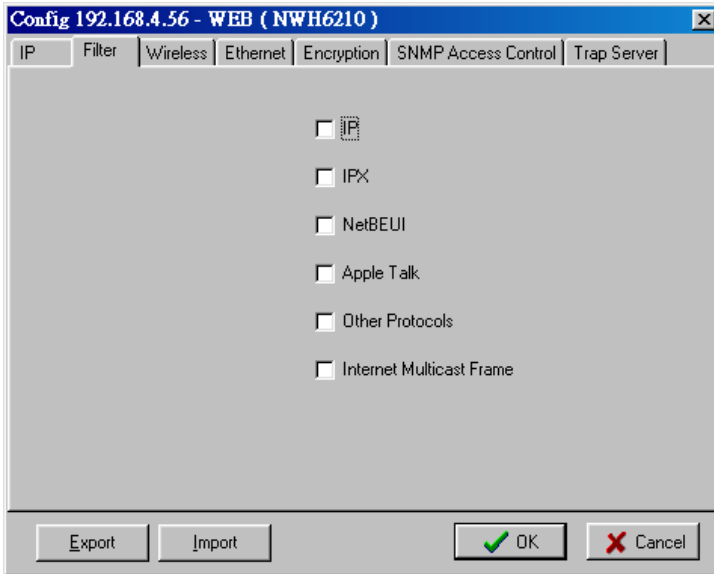 Config 192.168.4.56 - WEB ( NWH6210 )
IP Filter Wireless Ethernet Encryption SNMP Access Control Trap Server
IP
IPX
NetBEUI
Apple Talk
Other Protocols
Internet Multicast Frame
Export Import OK Cancel